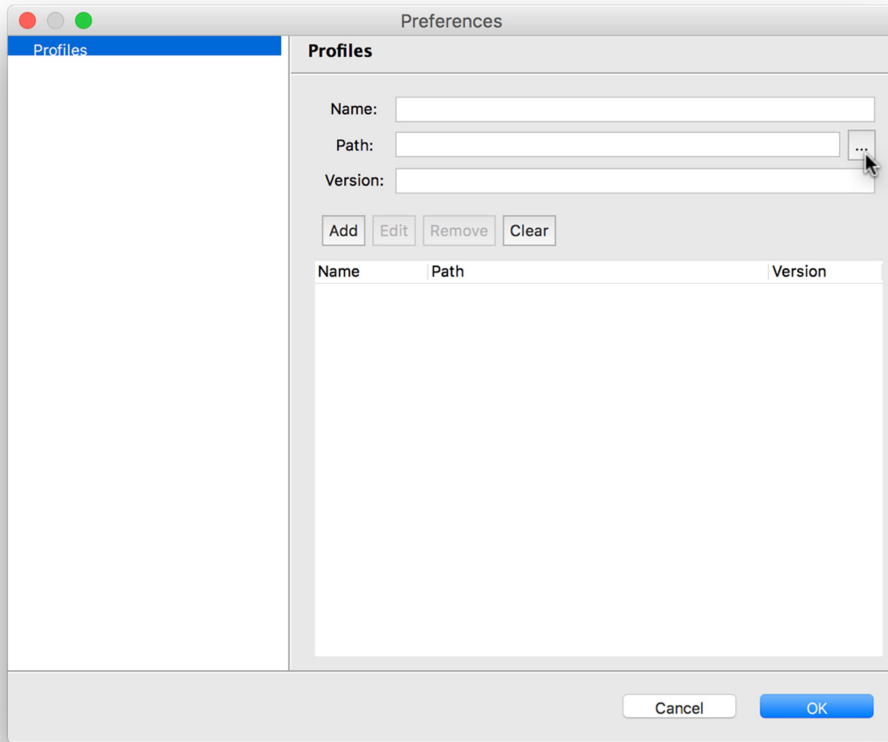 Preferences
Profiles
Profiles
Name:
Path:
...
Version:
Add Edit Remove Clear
Name Path Version
Cancel OK